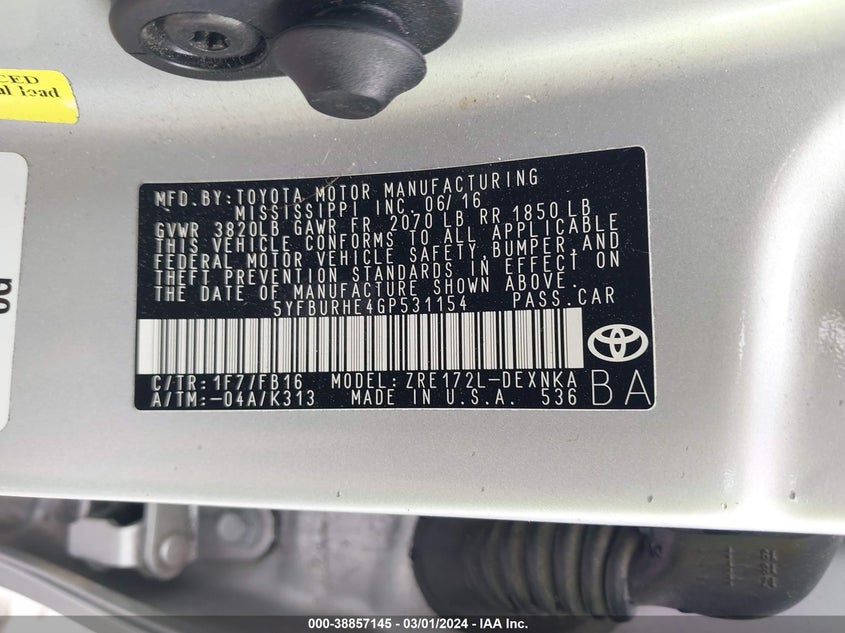 CED
al load
MFD.BY:TOYOTA MOTOR MANUFACTURING
MISSISSIPPI INC. 06/16
GVWR 3820LB GAWR FR. 2070 LB RR 1850 LB
THIS VEHICLE CONFORMS TO ALL APPLICABLE
FEDERAL MOTOR VEHICLE SAFETY,BUMPER,AND
THEFT PREVENTION STANDARDS IN EFFECT ON
THE DATE OF MANUFACTURE SHOWN ABOVE.
5YFBURHE4GP531154 PASS.CAR
C/TR:1F7/FB16 MODEL:ZRE172L-DEXNKA
A/TM:-04A/K313 MADE IN U.S.A. 536 BA
000-38857145 - 03/01/2024 - IAA Inc.